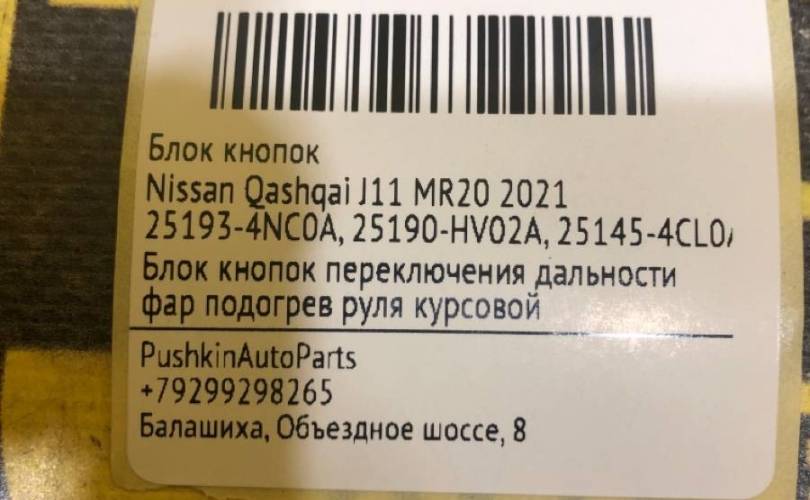 Блок кнопок
Nissan Qashqai J11 MR20 2021
25193-4NC0A, 25190-HV02A, 25145-4CL0
Блок кнопок переключения дальности
фар подогрев руля курсовой
PushkinAutoParts
+79299298265
Балашиха, Объездное шоссе, 8